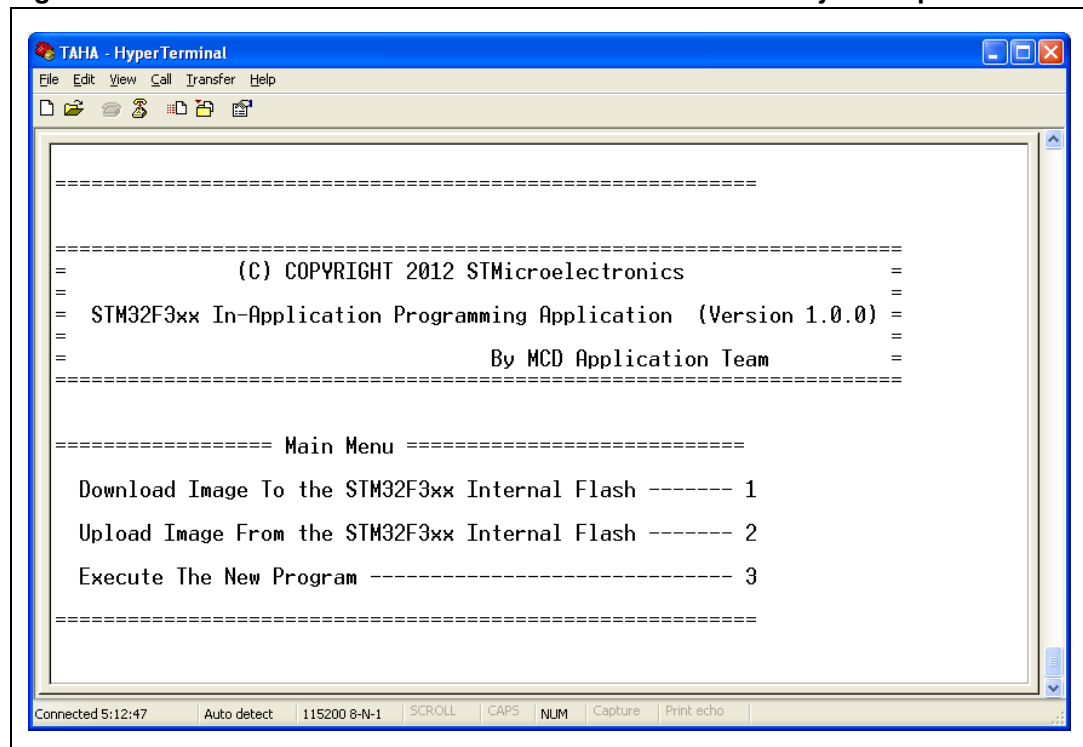 TAHA - HyperTerminal
File Edit View Call Transfer Help
==========================================================
======================================================================
= (C) COPYRIGHT 2012 STMicroelectronics =
= =
= STM32F3xx In-Application Programming Application (Version 1.0.0) =
= =
= By MCD Application Team =
======================================================================
================== Main Menu ============================
Download Image To the STM32F3xx Internal Flash ------- 1
Upload Image From the STM32F3xx Internal Flash ------- 2
Execute The New Program ------------------------------ 3
==========================================================
Connected 5:12:47 Auto detect 115200 8-N-1 SCROLL CAPS NUM Capture Print echo